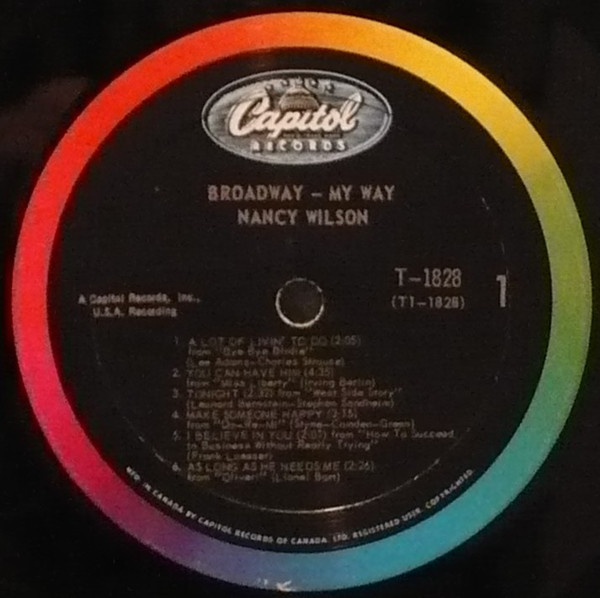 Capitol
RECORDS
BROADWAY – MY WAY
NANCY WILSON
T-1828
(T1-1828)
1
A Capitol Records, Inc.,
U.S.A. Recording
1. A LOT OF LIVIN' TO DO (2:05)
from "Bye Bye Birdie"
(Lee Adams-Charles Strouse)
2. YOU CAN HAVE HIM (4:35)
from "Miss Liberty" (Irving Berlin)
3. TONIGHT (2:32) from "West Side Story"
(Leonard Bernstein-Stephen Sondheim)
4. MAKE SOMEONE HAPPY (2:15)
from "Do-Re-Mi" (Styne-Comden-Green)
5. I BELIEVE IN YOU (2:01) from "How To Succeed
In Business Without Really Trying"
(Frank Loesser)
6. AS LONG AS HE NEEDS ME (2:26)
from "Oliver!" (Lionel Bart)
MFD. IN CANADA BY CAPITOL RECORDS OF CANADA, LTD. REGISTERED USER. COPYRIGHTED.